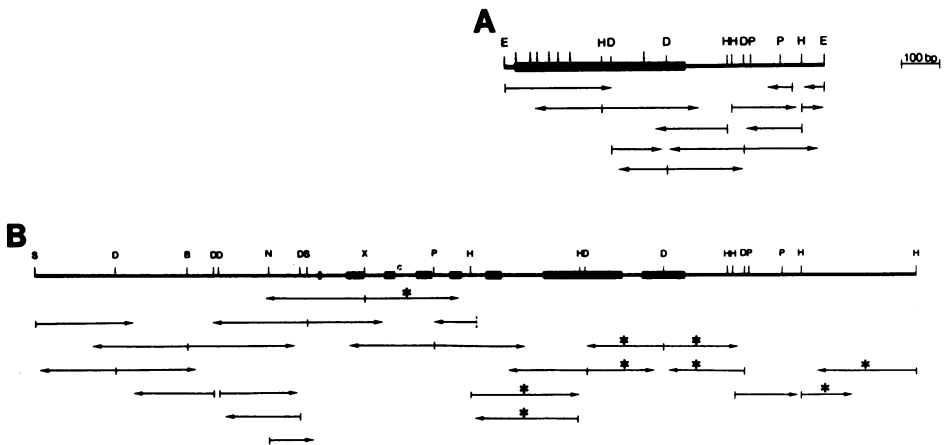 A
E HD D HH DP P H E
100 bp
B
S D B DD N DS X C P H HD D HH DP P H H
* 
* *
* * *
* *
*